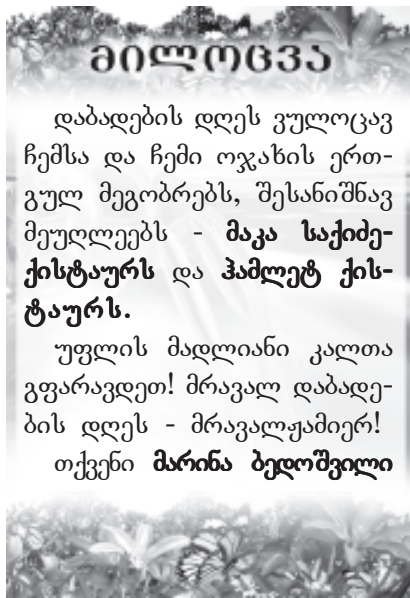 მილოცვა
დაბადების დღეს ვულოცავ
ჩემსა და ჩემი ოჯახის ერთ-
გულ მეგობრებს, შესანიშნავ
მეუღლეებს - მაკა საქიძე-
ქისტაურს და ჰამლეტ ქის-
ტაურს.
უფლის მადლიანი კალთა
გფარავდეთ! მრავალ დაბადე-
ბის დღეს - მრავალჟამიერ!
თქვენი მარინა ბედოშვილი